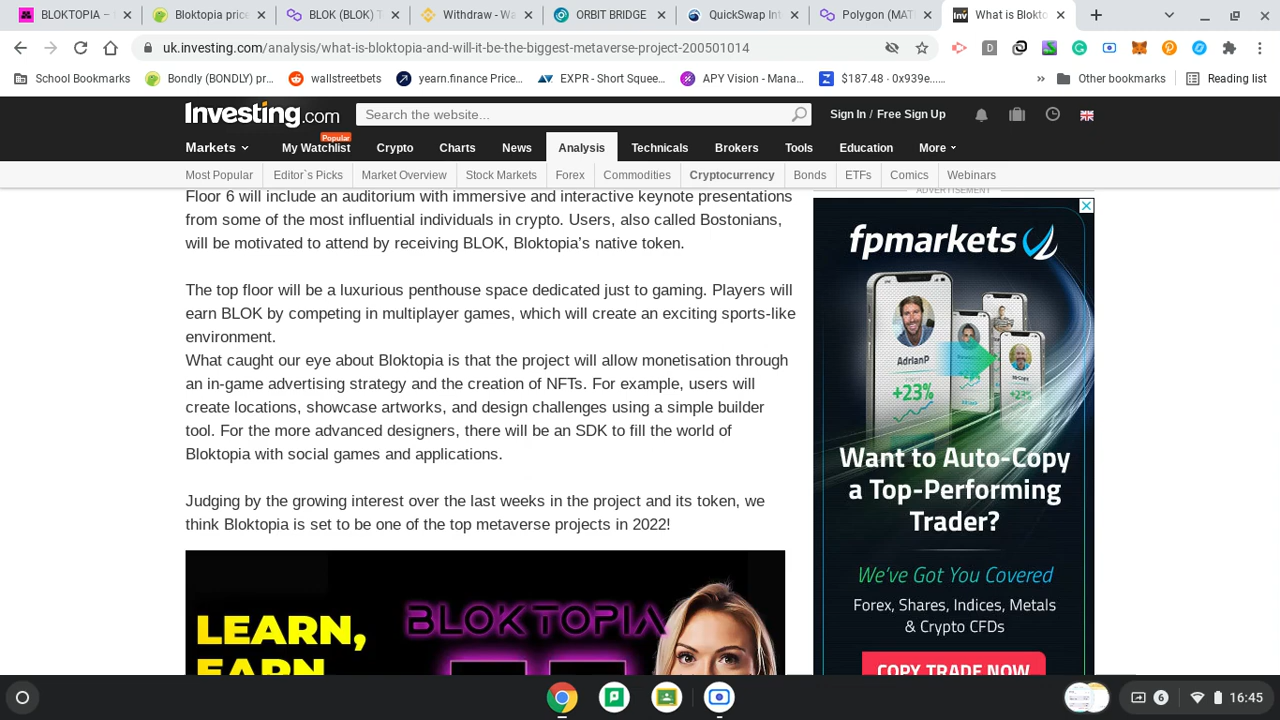 BLOKTOPIA –
Bloktopia price
BLOK (BLOK) T
Withdraw - Wa
ORBIT BRIDGE
QuickSwap Int
Polygon (MAT
What is Blokto
uk.investing.com/analysis/what-is-bloktopia-and-will-it-be-the-biggest-metaverse-project-200501014
School Bookmarks
Bondly (BONDLY) pr...
wallstreetbets
yearn.finance Price...
EXPR - Short Squee...
APY Vision - Mana...
$187.48 · 0x939e...…
»
Other bookmarks
Reading list
Investing.com
Search the website...
Sign In / Free Sign Up
Popular
Markets
My Watchlist
Crypto
Charts
News
Analysis
Technicals
Brokers
Tools
Education
More
Most Popular
Editor`s Picks
Market Overview
Stock Markets
Forex
Commodities
Cryptocurrency
Bonds
ETFs
Comics
Webinars
Floor 6 will include an auditorium with immersive and interactive keynote presentations
from some of the most influential individuals in crypto. Users, also called Bostonians,
will be motivated to attend by receiving BLOK, Bloktopia's native token.
The top floor will be a luxurious penthouse space dedicated just to gaming. Players will
earn BLOK by competing in multiplayer games, which will create an exciting sports-like
environment.
What caught our eye about Bloktopia is that the project will allow monetisation through
an in-game advertising strategy and the creation of NFTs. For example, users will
create locations, showcase artworks, and design challenges using a simple builder
tool. For the more advanced designers, there will be an SDK to fill the world of
Bloktopia with social games and applications.
Judging by the growing interest over the last weeks in the project and its token, we
think Bloktopia is set to be one of the top metaverse projects in 2022!
LEARN,
EARN
BLOKTOPIA
ADVERTISEMENT
fpmarkets
AdrianP
+23%
+23%
Want to Auto-Copy
a Top-Performing
Trader?
We've Got You Covered
Forex, Shares, Indices, Metals
& Crypto CFDs
COPY TRADE NOW
6
16:45